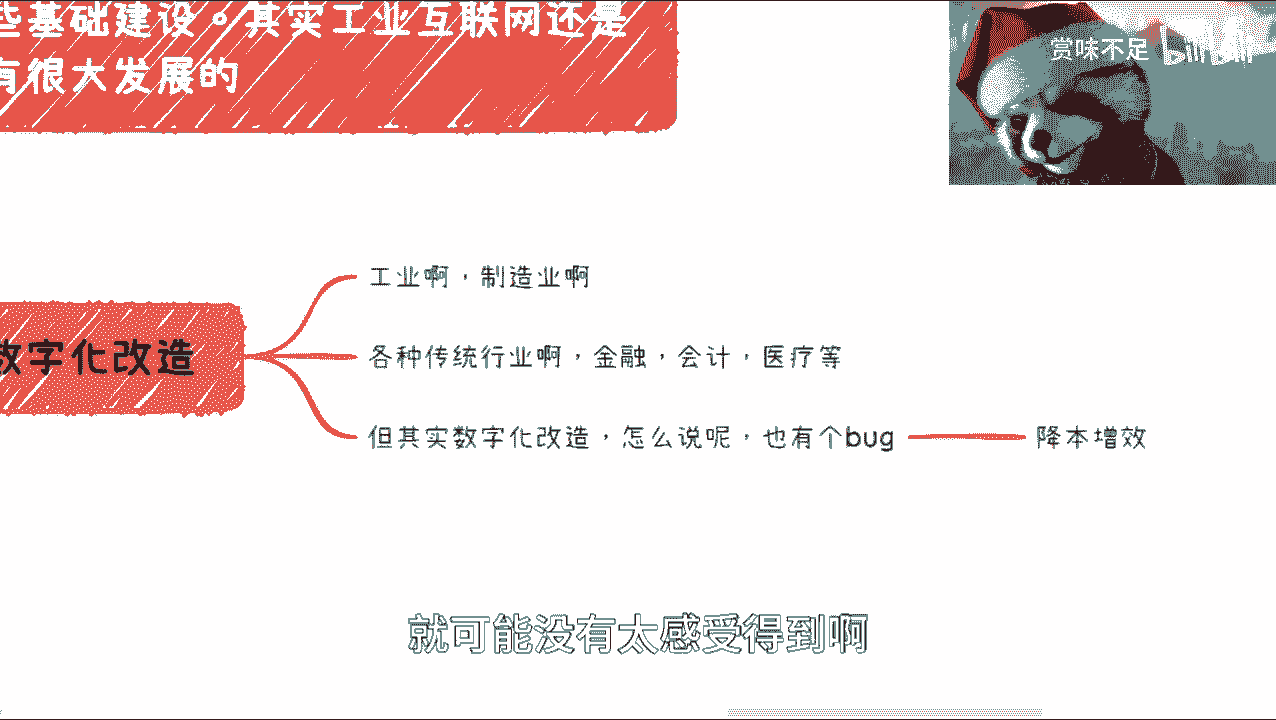 些基础建设。其实工业互联网还是
有很大发展的
赏味不足 bilibili
工业啊，制造业啊
数字化改造
各种传统行业啊，金融，会计，医疗等
但其实数字化改造，怎么说呢，也有个bug
降本增效
就可能没有太感受得到啊